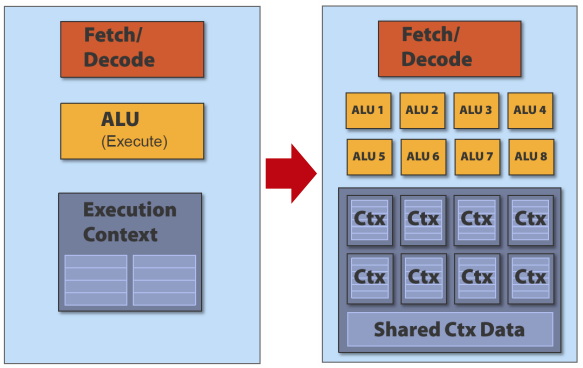 Fetch/
Decode
ALU
(Execute)
Execution
Context
Fetch/
Decode
ALU 1 ALU 2 ALU 3 ALU 4
ALU 5 ALU 6 ALU 7 ALU 8
Ctx Ctx Ctx Ctx
Ctx Ctx Ctx Ctx
Shared Ctx Data